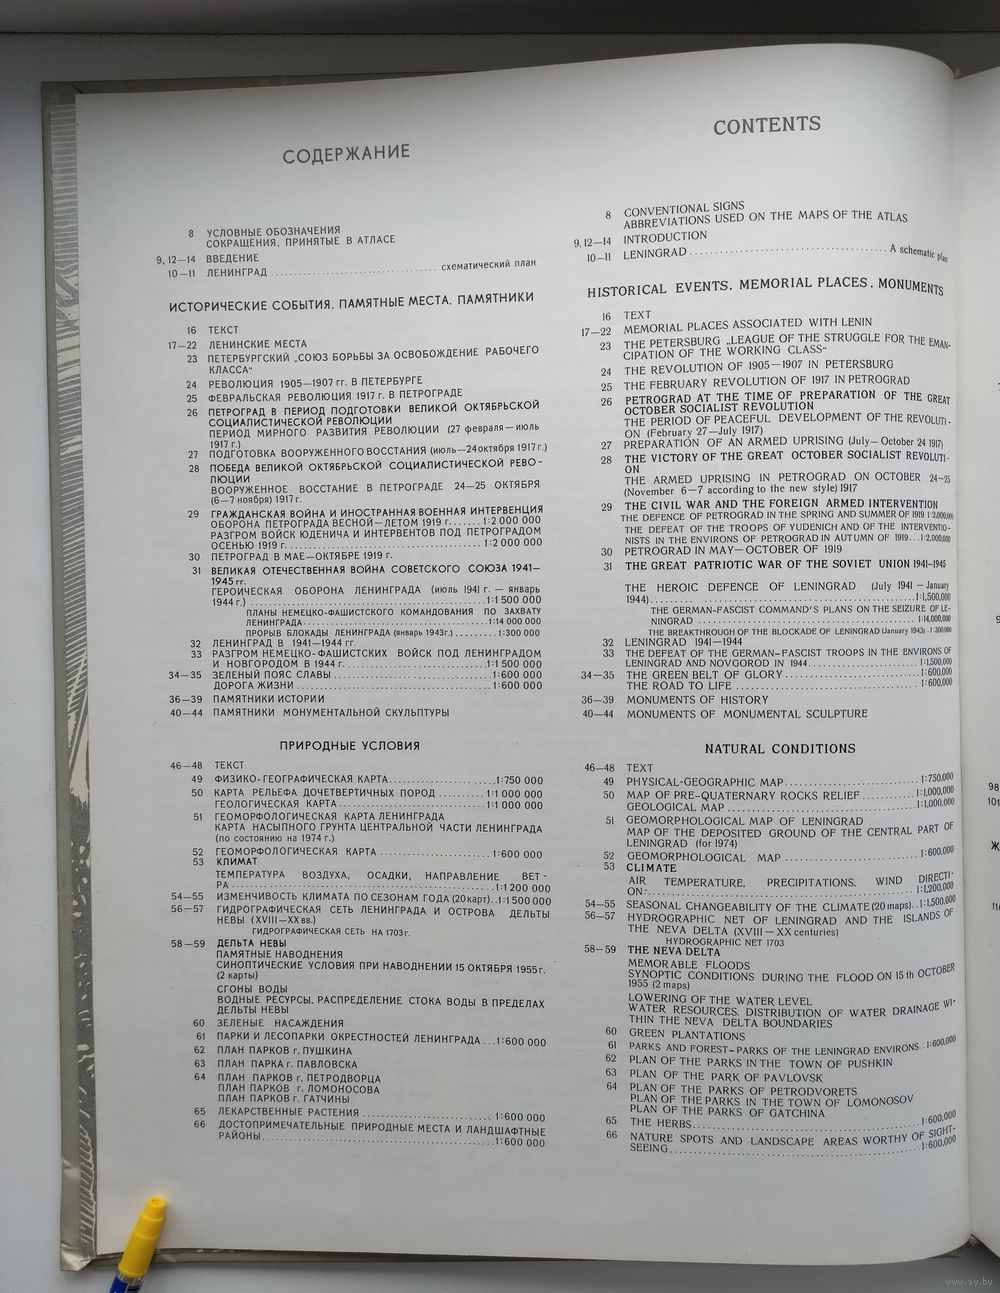 СОДЕРЖАНИЕ
8 УСЛОВНЫЕ ОБОЗНАЧЕНИЯ
СОКРАЩЕНИЯ, ПРИНЯТЫЕ В АТЛАСЕ
9, 12—14 ВВЕДЕНИЕ
10—11 ЛЕНИНГРАД ........ схематический план
ИСТОРИЧЕСКИЕ СОБЫТИЯ. ПАМЯТНЫЕ МЕСТА. ПАМЯТНИКИ
16 ТЕКСТ
17—22 ЛЕНИНСКИЕ МЕСТА
23 ПЕТЕРБУРГСКИЙ „СОЮЗ БОРЬБЫ ЗА ОСВОБОЖДЕНИЕ РАБОЧЕГО
КЛАССА“
24 РЕВОЛЮЦИЯ 1905—1907 гг. В ПЕТЕРБУРГЕ
25 ФЕВРАЛЬСКАЯ РЕВОЛЮЦИЯ 1917 г. В ПЕТРОГРАДЕ
26 ПЕТРОГРАД В ПЕРИОД ПОДГОТОВКИ ВЕЛИКОЙ ОКТЯБРЬСКОЙ
СОЦИАЛИСТИЧЕСКОЙ РЕВОЛЮЦИИ
ПЕРИОД МИРНОГО РАЗВИТИЯ РЕВОЛЮЦИИ (27 февраля—июль
1917 г.)
27 ПОДГОТОВКА ВООРУЖЕННОГО ВОССТАНИЯ (июль—24 октября 1917 г.)
28 ПОБЕДА ВЕЛИКОЙ ОКТЯБРЬСКОЙ СОЦИАЛИСТИЧЕСКОЙ РЕВО-
ЛЮЦИИ
ВООРУЖЕННОЕ ВОССТАНИЕ В ПЕТРОГРАДЕ 24—25 ОКТЯБРЯ
(6—7 ноября) 1917 г.
29 ГРАЖДАНСКАЯ ВОЙНА И ИНОСТРАННАЯ ВОЕННАЯ ИНТЕРВЕНЦИЯ
ОБОРОНА ПЕТРОГРАДА ВЕСНОЙ—ЛЕТОМ 1919 г. ....... 1:2 000 000
РАЗГРОМ ВОЙСК ЮДЕНИЧА И ИНТЕРВЕНТОВ ПОД ПЕТРОГРАДОМ
ОСЕНЬЮ 1919 г. ........ 1:2 000 000
30 ПЕТРОГРАД В МАЕ—ОКТЯБРЕ 1919 г.
31 ВЕЛИКАЯ ОТЕЧЕСТВЕННАЯ ВОЙНА СОВЕТСКОГО СОЮЗА 1941—
1945 гг.
ГЕРОИЧЕСКАЯ ОБОРОНА ЛЕНИНГРАДА (июль 1941 г. — январь
1944 г.) ........ 1:1 500 000
ПЛАНЫ НЕМЕЦКО-ФАШИСТСКОГО КОМАНДОВАНИЯ ПО ЗАХВАТУ
ЛЕНИНГРАДА ........ 1:14 000 000
ПРОРЫВ БЛОКАДЫ ЛЕНИНГРАДА (январь 1943 г.) ........ 1:300 000
32 ЛЕНИНГРАД В 1941—1944 гг.
33 РАЗГРОМ НЕМЕЦКО-ФАШИСТСКИХ ВОЙСК ПОД ЛЕНИНГРАДОМ
И НОВГОРОДОМ В 1944 г. ........ 1:1 500 000
34—35 ЗЕЛЕНЫЙ ПОЯС СЛАВЫ ........ 1:600 000
ДОРОГА ЖИЗНИ ........ 1:600 000
36—39 ПАМЯТНИКИ ИСТОРИИ
40—44 ПАМЯТНИКИ МОНУМЕНТАЛЬНОЙ СКУЛЬПТУРЫ
ПРИРОДНЫЕ УСЛОВИЯ
46—48 ТЕКСТ
49 ФИЗИКО-ГЕОГРАФИЧЕСКАЯ КАРТА ........ 1:750 000
50 КАРТА РЕЛЬЕФА ДОЧЕТВЕРТИЧНЫХ ПОРОД ........ 1:1 000 000
ГЕОЛОГИЧЕСКАЯ КАРТА ........ 1:1 000 000
51 ГЕОМОРФОЛОГИЧЕСКАЯ КАРТА ЛЕНИНГРАДА
КАРТА НАСЫПНОГО ГРУНТА ЦЕНТРАЛЬНОЙ ЧАСТИ ЛЕНИНГРАДА
(по состоянию на 1974 г.)
52 ГЕОМОРФОЛОГИЧЕСКАЯ КАРТА ........ 1:600 000
53 КЛИМАТ
ТЕМПЕРАТУРА ВОЗДУХА, ОСАДКИ, НАПРАВЛЕНИЕ ВЕТ-
РА ........ 1:1 200 000
54—55 ИЗМЕНЧИВОСТЬ КЛИМАТА ПО СЕЗОНАМ ГОДА (20 карт) .. 1:1 500 000
56—57 ГИДРОГРАФИЧЕСКАЯ СЕТЬ ЛЕНИНГРАДА И ОСТРОВА ДЕЛЬТЫ
НЕВЫ (XVIII—XX вв.)
ГИДРОГРАФИЧЕСКАЯ СЕТЬ НА 1703 г.
58—59 ДЕЛЬТА НЕВЫ
ПАМЯТНЫЕ НАВОДНЕНИЯ
СИНОПТИЧЕСКИЕ УСЛОВИЯ ПРИ НАВОДНЕНИИ 15 ОКТЯБРЯ 1955 г.
(2 карты)
СГОНЫ ВОДЫ
ВОДНЫЕ РЕСУРСЫ. РАСПРЕДЕЛЕНИЕ СТОКА ВОДЫ В ПРЕДЕЛАХ
ДЕЛЬТЫ НЕВЫ
60 ЗЕЛЕНЫЕ НАСАЖДЕНИЯ
61 ПАРКИ И ЛЕСОПАРКИ ОКРЕСТНОСТЕЙ ЛЕНИНГРАДА ... 1:600 000
62 ПЛАН ПАРКОВ г. ПУШКИНА
63 ПЛАН ПАРКА г. ПАВЛОВСКА
64 ПЛАН ПАРКОВ г. ПЕТРОДВОРЦА
ПЛАН ПАРКОВ г. ЛОМОНОСОВА
ПЛАН ПАРКОВ г. ГАТЧИНЫ
65 ЛЕКАРСТВЕННЫЕ РАСТЕНИЯ ........ 1:600 000
66 ДОСТОПРИМЕЧАТЕЛЬНЫЕ ПРИРОДНЫЕ МЕСТА И ЛАНДШАФТНЫЕ
РАЙОНЫ ........ 1:600 000
CONTENTS
8 CONVENTIONAL SIGNS
ABBREVIATIONS USED ON THE MAPS OF THE ATLAS
9, 12—14 INTRODUCTION
10—11 LENINGRAD ........ A schematic plan
HISTORICAL EVENTS. MEMORIAL PLACES. MONUMENTS
16 TEXT
17—22 MEMORIAL PLACES ASSOCIATED WITH LENIN
23 THE PETERSBURG „LEAGUE OF THE STRUGGLE FOR THE EMAN-
CIPATION OF THE WORKING CLASS“
24 THE REVOLUTION OF 1905—1907 IN PETERSBURG
25 THE FEBRUARY REVOLUTION OF 1917 IN PETROGRAD
26 PETROGRAD AT THE TIME OF PREPARATION OF THE GREAT
OCTOBER SOCIALIST REVOLUTION
THE PERIOD OF PEACEFUL DEVELOPMENT OF THE REVOLUTI-
ON (February 27—July 1917)
27 PREPARATION OF AN ARMED UPRISING (July—October 24 1917)
28 THE VICTORY OF THE GREAT OCTOBER SOCIALIST REVOLUTI-
ON
THE ARMED UPRISING IN PETROGRAD ON OCTOBER 24—25
(November 6—7 according to the new style) 1917
29 THE CIVIL WAR AND THE FOREIGN ARMED INTERVENTION
THE DEFENCE OF PETROGRAD IN THE SPRING AND SUMMER OF 1919 1:2,000,000
THE DEFEAT OF THE TROOPS OF YUDENICH AND OF THE INTERVENTIO-
NISTS IN THE ENVIRONS OF PETROGRAD IN AUTUMN OF 1919 ... 1:2,000,000
30 PETROGRAD IN MAY—OCTOBER OF 1919
31 THE GREAT PATRIOTIC WAR OF THE SOVIET UNION 1941—1945
THE HEROIC DEFENCE OF LENINGRAD (July 1941 — January
1944) ........ 1:1,500,000
THE GERMAN-FASCIST COMMAND'S PLANS ON THE SEIZURE OF LE-
NINGRAD ........ 1:14,000,000
THE BREAKTHROUGH OF THE BLOCKADE OF LENINGRAD (January 1943) . 1:300,000
32 LENINGRAD 1941—1944
33 THE DEFEAT OF THE GERMAN-FASCIST TROOPS IN THE ENVIRONS OF
LENINGRAD AND NOVGOROD IN 1944 ........ 1:1,500,000
34—35 THE GREEN BELT OF GLORY ........ 1:600,000
THE ROAD TO LIFE ........ 1:600,000
36—39 MONUMENTS OF HISTORY
40—44 MONUMENTS OF MONUMENTAL SCULPTURE
NATURAL CONDITIONS
46—48 TEXT
49 PHYSICAL-GEOGRAPHIC MAP ........ 1:750,000
50 MAP OF PRE-QUATERNARY ROCKS RELIEF ........ 1:1,000,000
GEOLOGICAL MAP ........ 1:1,000,000
51 GEOMORPHOLOGICAL MAP OF LENINGRAD
MAP OF THE DEPOSITED GROUND OF THE CENTRAL PART OF
LENINGRAD (for 1974)
52 GEOMORPHOLOGICAL MAP ........ 1:600,000
53 CLIMATE
AIR TEMPERATURE, PRECIPITATIONS, WIND DIRECTI-
ON ........ 1:1,200,000
54—55 SEASONAL CHANGEABILITY OF THE CLIMATE (20 maps) .. 1:1,500,000
56—57 HYDROGRAPHIC NET OF LENINGRAD AND THE ISLANDS OF
THE NEVA DELTA (XVIII—XX centuries)
HYDROGRAPHIC NET 1703
58—59 THE NEVA DELTA
MEMORABLE FLOODS
SYNOPTIC CONDITIONS DURING THE FLOOD ON 15 th OCTOBER
1955 (2 maps)
LOWERING OF THE WATER LEVEL
WATER RESOURCES. DISTRIBUTION OF WATER DRAINAGE WI-
THIN THE NEVA DELTA BOUNDARIES
60 GREEN PLANTATIONS
61 PARKS AND FOREST-PARKS OF THE LENINGRAD ENVIRONS .. 1:600,000
62 PLAN OF THE PARKS IN THE TOWN OF PUSHKIN
63 PLAN OF THE PARK OF PAVLOVSK
64 PLAN OF THE PARKS OF PETRODVORETS
PLAN OF THE PARKS IN THE TOWN OF LOMONOSOV
PLAN OF THE PARKS OF GATCHINA
65 THE HERBS ........ 1:600,000
66 NATURE SPOTS AND LANDSCAPE AREAS WORTHY OF SIGHT-
SEEING ........ 1:600,000
98
101
Ж
www.ay.by